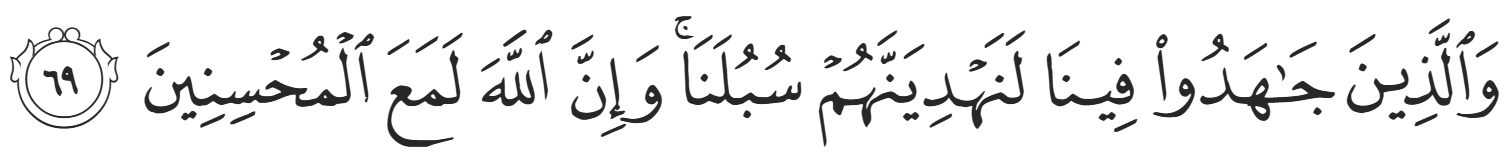 وَٱلَّذِينَ جَـٰهَدُوا۟ فِينَا لَنَهْدِيَنَّهُمْ سُبُلَنَا ۚ وَإِنَّ ٱللَّهَ لَمَعَ ٱلْمُحْسِنِينَ ٦٩